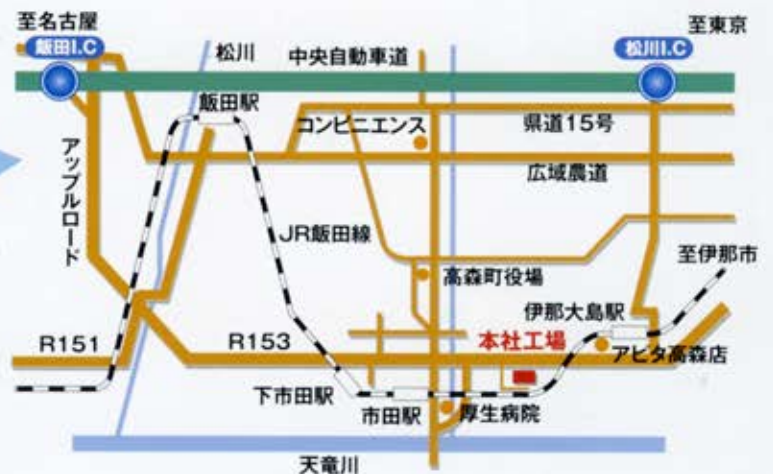 至名古屋
至東京
飯田I.C
松川
中央自動車道
松川I.C
飯田駅
コンビニエンス
県道15号
広域農道
アップルロード
JR飯田線
高森町役場
至伊那市
伊那大島駅
R151
R153
本社工場
アピタ高森店
下市田駅
市田駅
厚生病院
天竜川